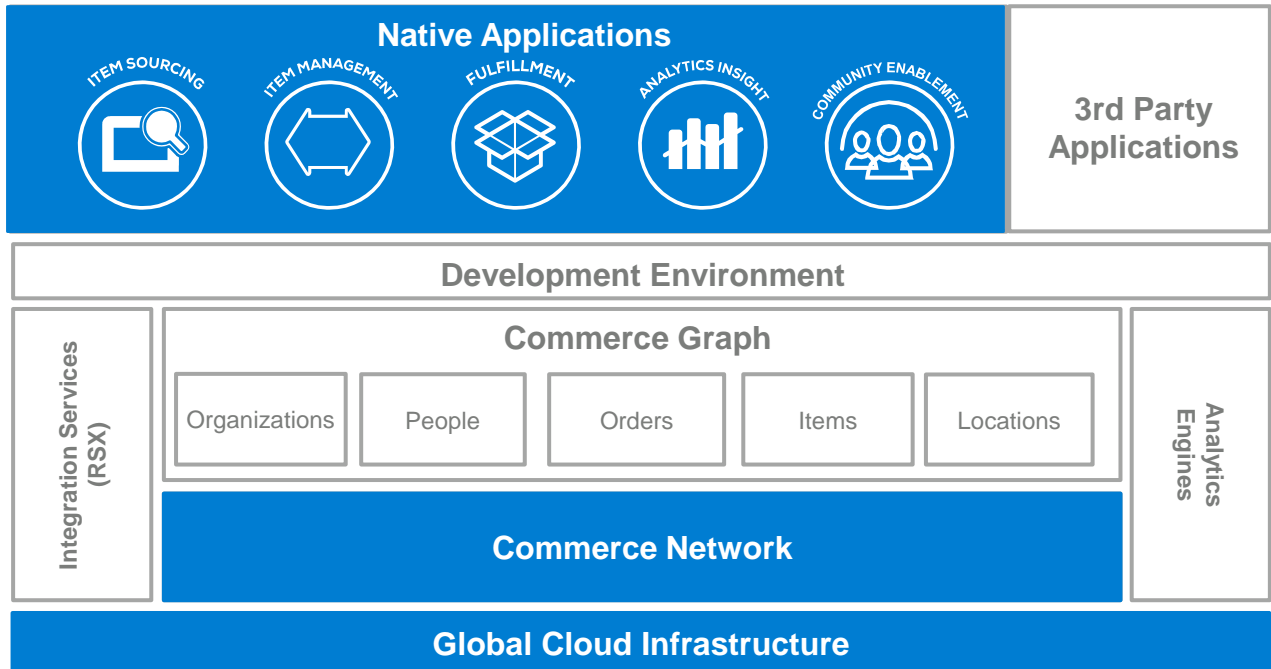 Native Applications
ITEM SOURCING
ITEM MANAGEMENT
FULFILLMENT
ANALYTICS INSIGHT
COMMUNITY ENABLEMENT
3rd Party
Applications
Development Environment
Integration Services
(RSX)
Commerce Graph
Organizations
People
Orders
Items
Locations
Analytics
Engines
Commerce Network
Global Cloud Infrastructure